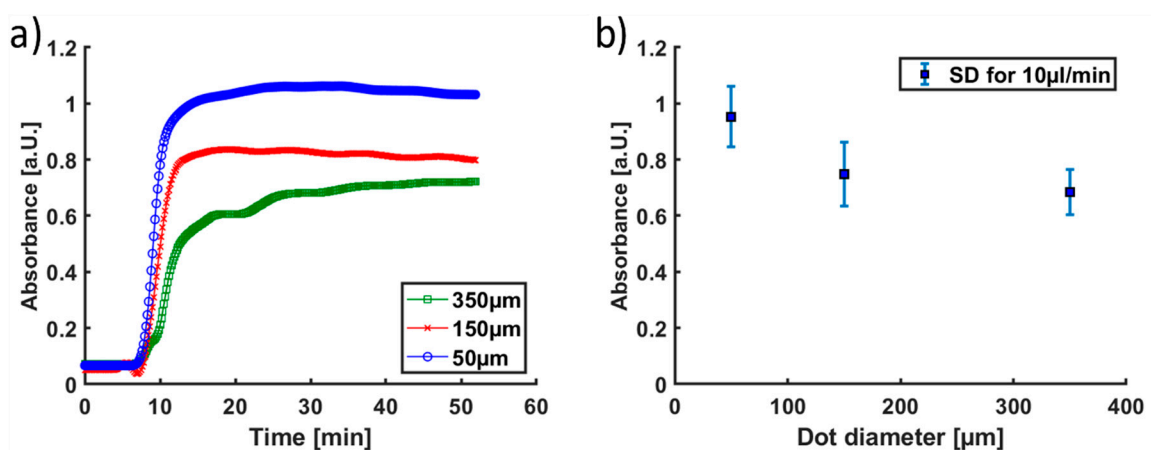 a)
1.2
1
0.8
0.6
0.4
0.2
0
Absorbance [a.U.]
0 10 20 30 40 50 60
Time [min]
350µm
150µm
50µm
b)
1.2
1
0.8
0.6
0.4
0.2
0
Absorbance [a.U.]
0 100 200 300 400
Dot diameter [µm]
SD for 10µl/min